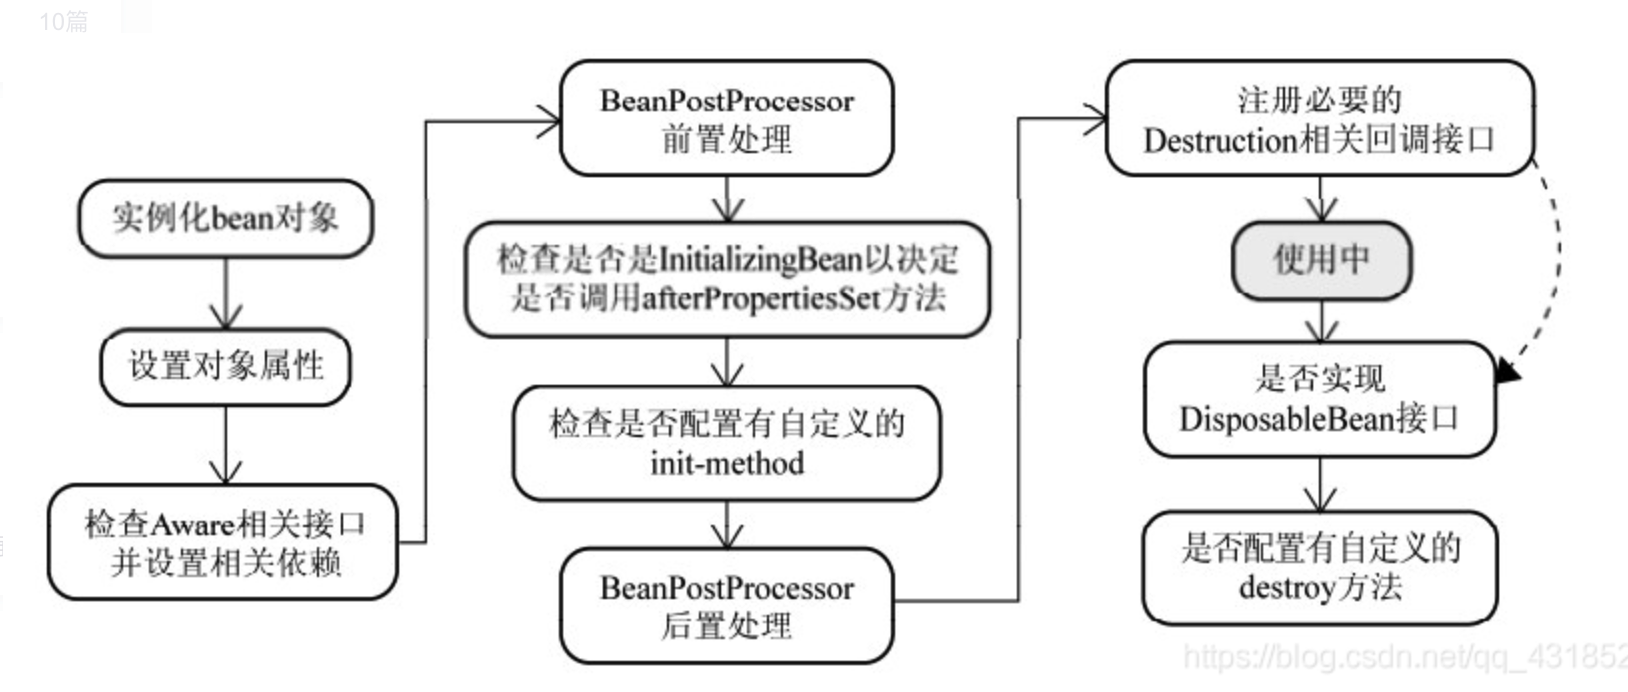 10篇
实例化bean对象
设置对象属性
检查Aware相关接口
并设置相关依赖
BeanPostProcessor
前置处理
检查是否是InitializingBean以决定
是否调用afterPropertiesSet方法
检查是否配置有自定义的
init-method
BeanPostProcessor
后置处理
注册必要的
Destruction相关回调接口
使用中
是否实现
DisposableBean接口
是否配置有自定义的
destroy方法
https://blog.csdn.net/qq_431852